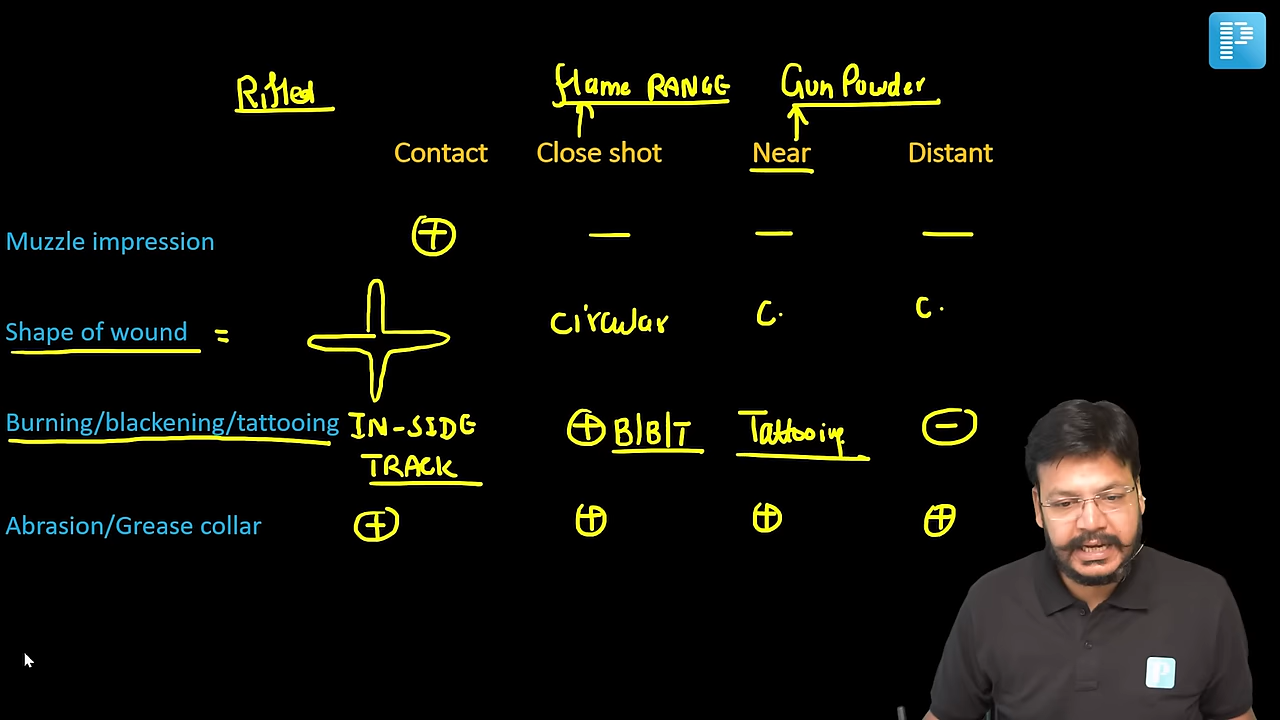 Rifled flame RANGE Gun Powder
Contact Close shot Near Distant
Muzzle impression + — — —
Shape of wound = circular C. C.
Burning/blackening/tattooing IN-SIDE TRACK + B/B/T Tattooing -
Abrasion/Grease collar + + + +